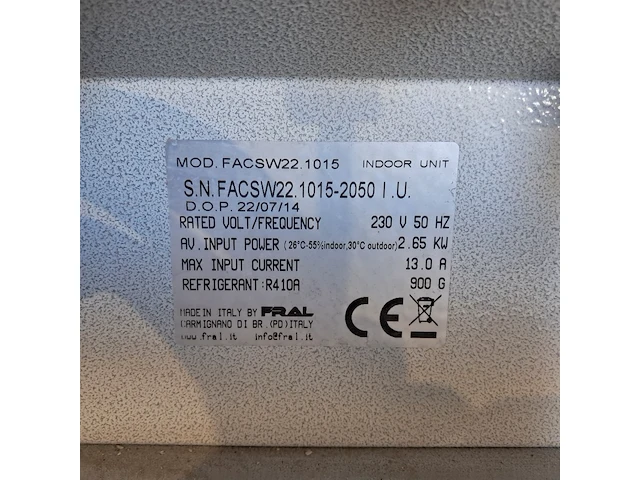 MOD. FACSW22.1015 INDOOR UNIT
S.N.FACSW22.1015-2050 I.U.
D.O.P. 22/07/14
RATED VOLT/FREQUENCY 230 V 50 HZ
AV. INPUT POWER (26°C-55%indoor,30°C outdoor) 2.65 KW
MAX INPUT CURRENT 13.0 A
REFRIGERANT:R410A 900 G
MADE IN ITALY BY FRAL
CARMIGNANO DI BR.(PD)ITALY
www.fral.it info@fral.it
CE